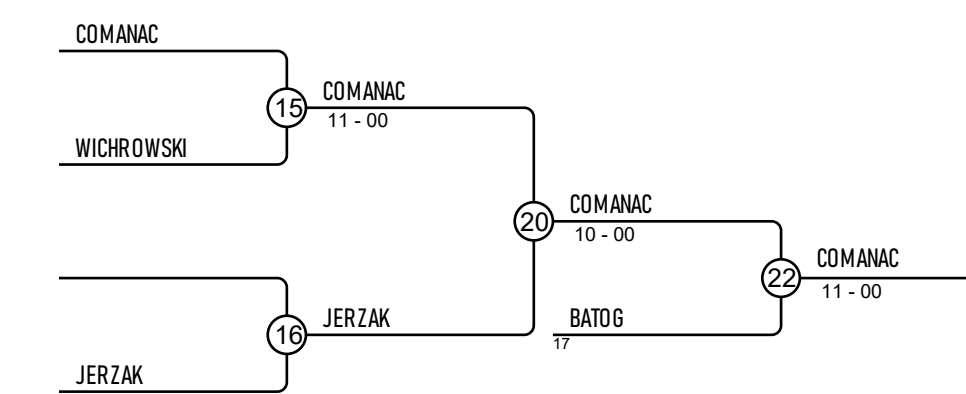 COMANAC
COMANAC
15
11 - 00
WICHROWSKI
COMANAC
20
10 - 00
COMANAC
22
11 - 00
JERZAK
BATOG
16
17
JERZAK